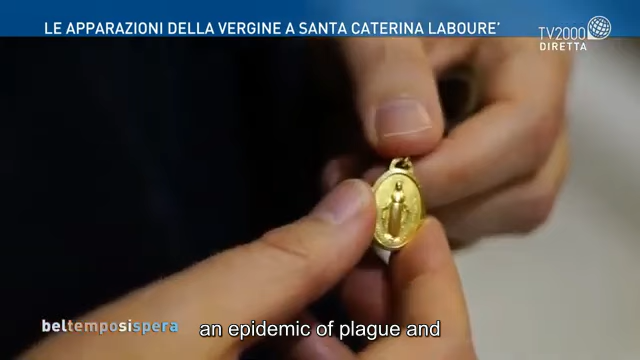 LE APPARAZIONI DELLA VERGINE A SANTA CATERINA LABOURE'
TV2000
DIRETTA
beltemposispera
an epidemic of plague and